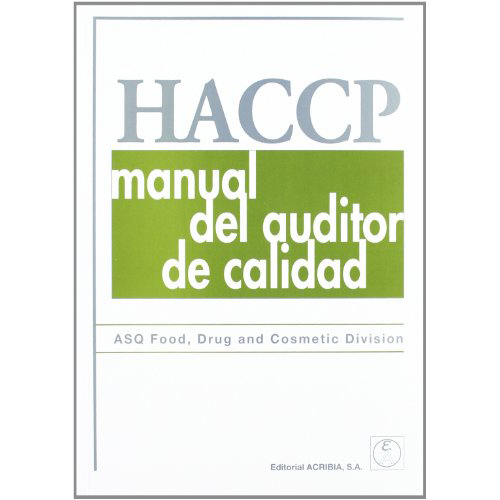 HACCP
manual
del auditor
de calidad
ASQ Food, Drug and Cosmetic Division
Editorial ACRIBIA, S.A.
E.